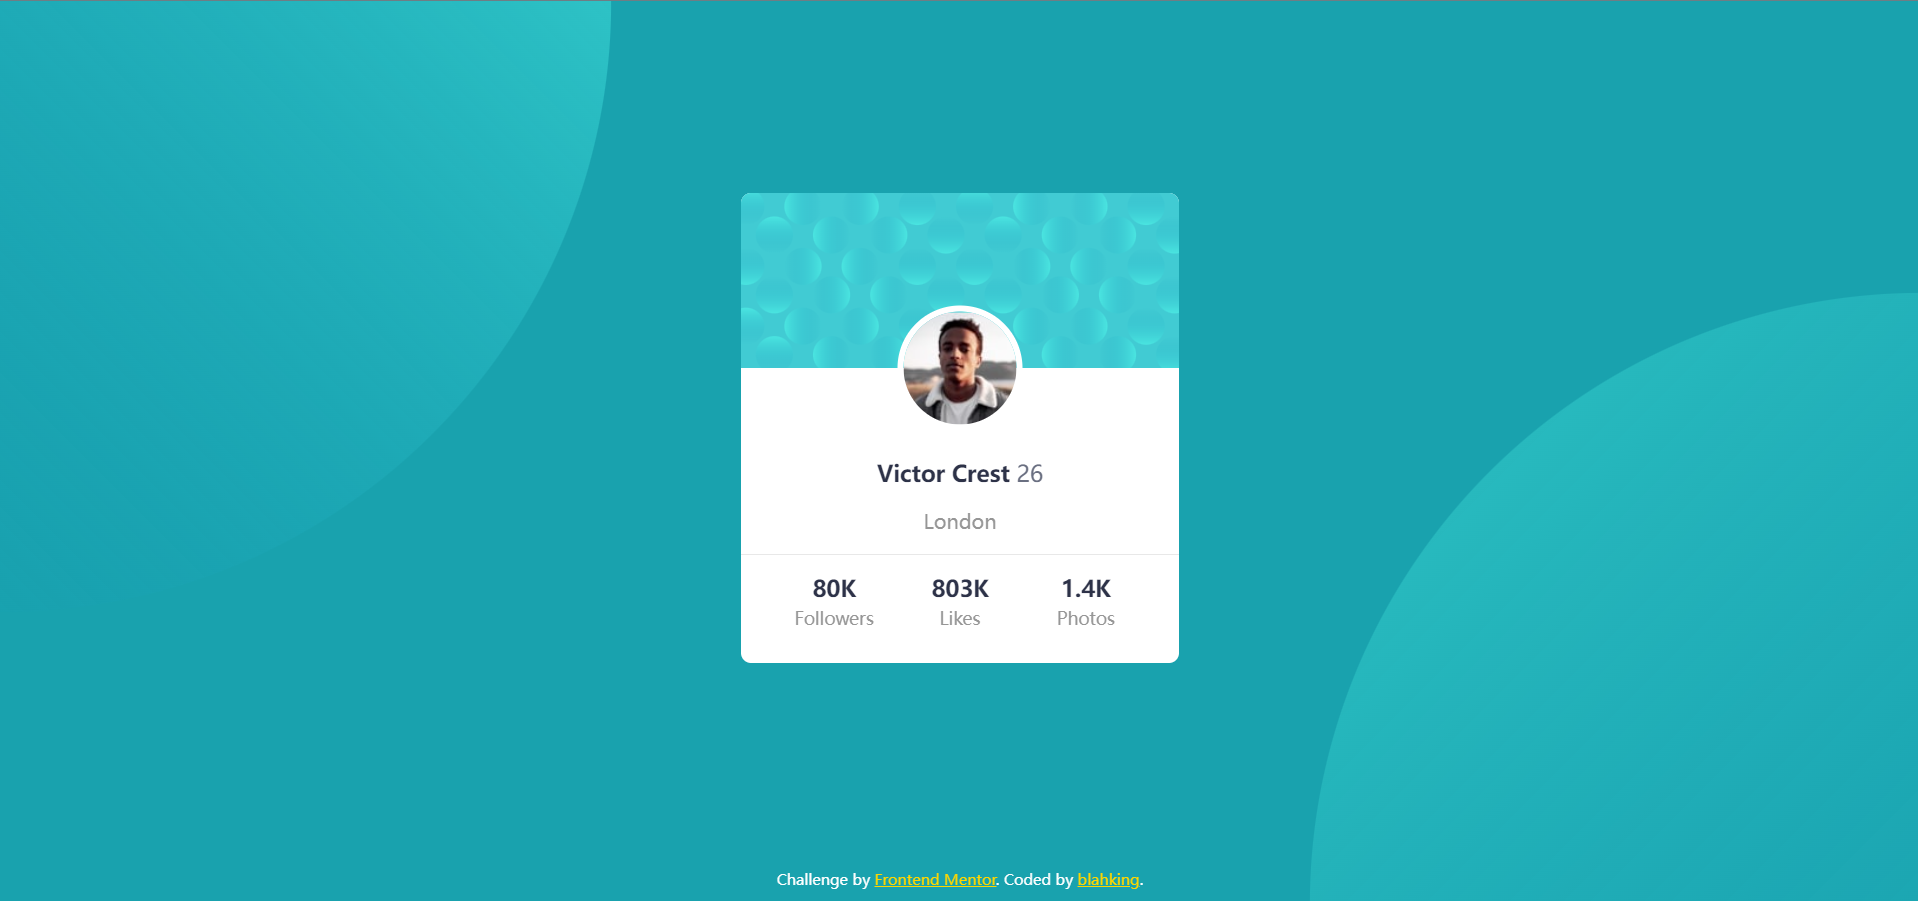 Victor Crest 26
London
80K 803K 1.4K
Followers Likes Photos
Challenge by Frontend Mentor. Coded by blahking.